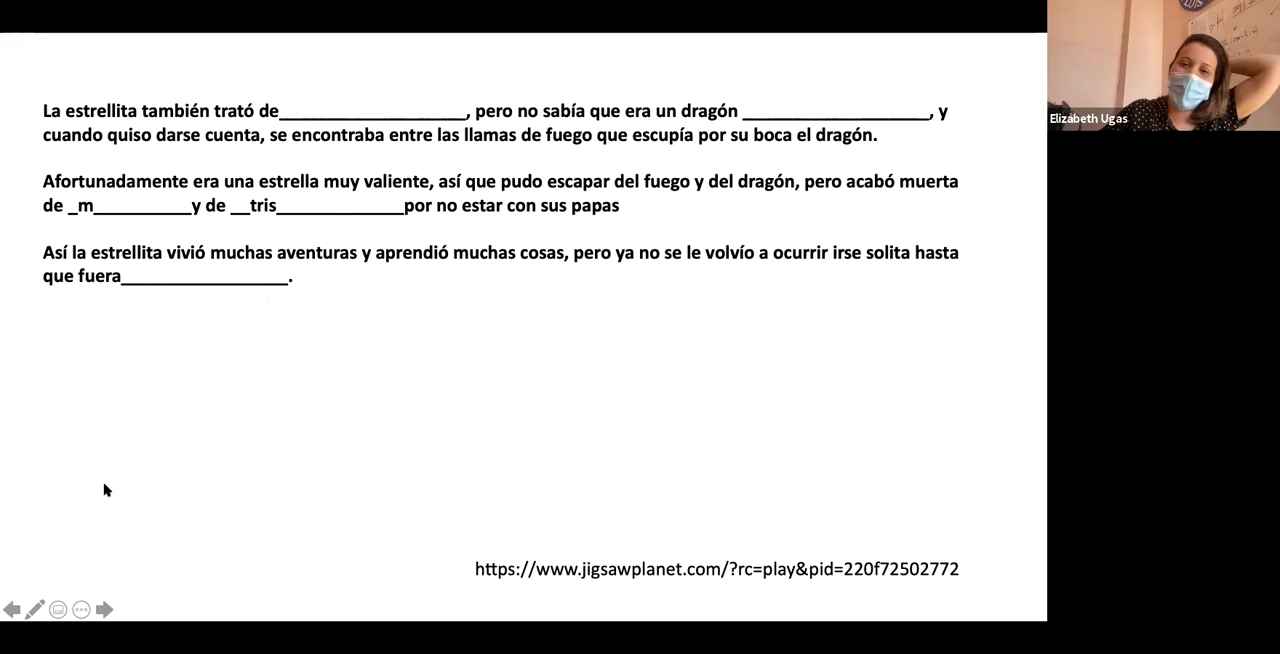 La estrellita también trató de___________________, pero no sabía que era un dragón ___________________, y
cuando quiso darse cuenta, se encontraba entre las llamas de fuego que escupía por su boca el dragón.
Afortunadamente era una estrella muy valiente, así que pudo escapar del fuego y del dragón, pero acabó muerta
de _m__________y de __tris_____________por no estar con sus papas
Así la estrellita vivió muchas aventuras y aprendió muchas cosas, pero ya no se le volvío a ocurrir irse solita hasta
que fuera_________________.
https://www.jigsawplanet.com/?rc=play&pid=220f72502772
Elizabeth Ugas